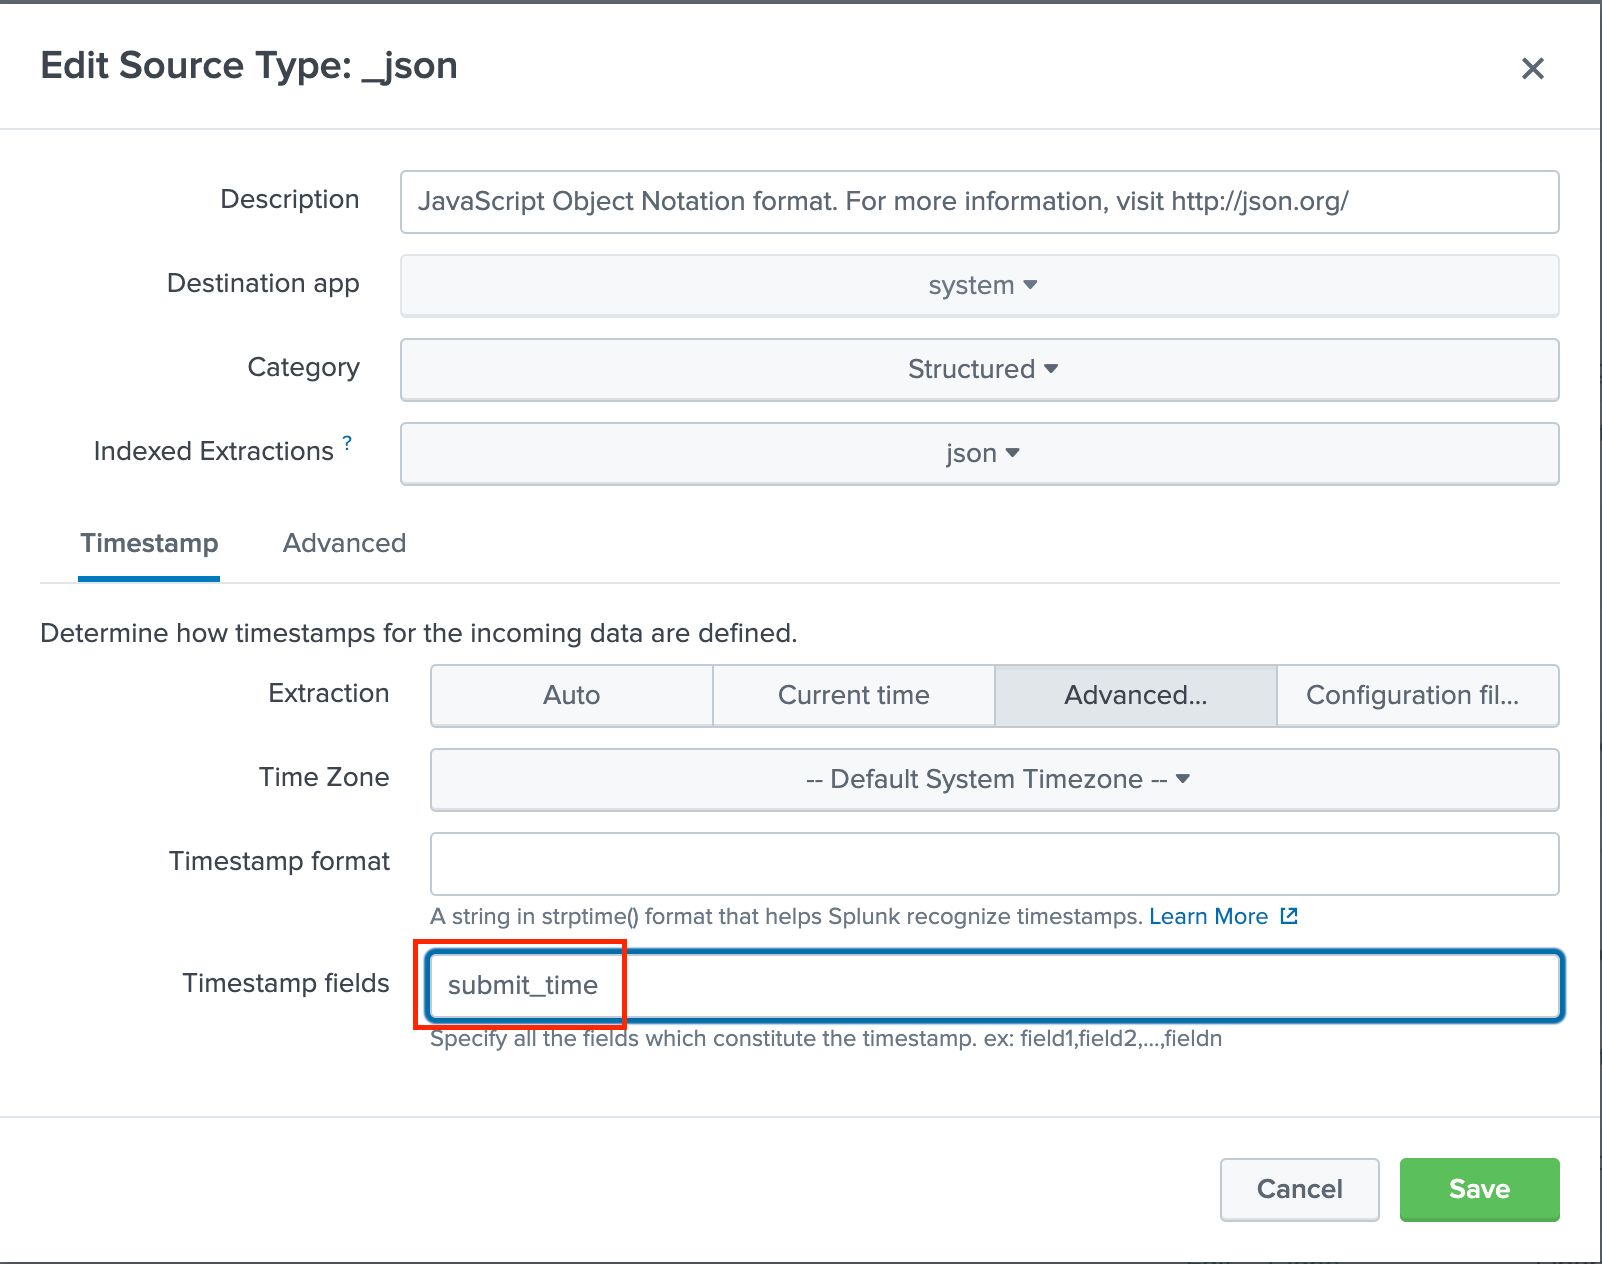 Edit Source Type: _json
Description
JavaScript Object Notation format. For more information, visit http://json.org/
Destination app
system
Category
Structured
Indexed Extractions ?
json
Timestamp Advanced
Determine how timestamps for the incoming data are defined.
Extraction
Auto Current time Advanced... Configuration fil...
Time Zone
-- Default System Timezone --
Timestamp format
A string in strptime() format that helps Splunk recognize timestamps. Learn More
Timestamp fields
submit_time
Specify all the fields which constitute the timestamp. ex: field1,field2,...,fieldn
Cancel Save